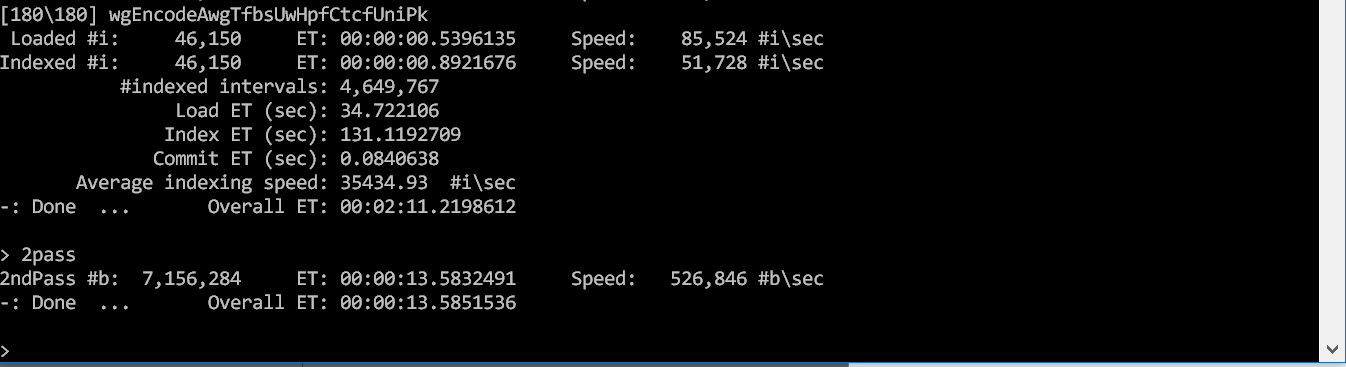 [180\180] wgEncodeAwgTfbsUwHpfCtcfUniPk
Loaded #i: 46,150 ET: 00:00:00.5396135 Speed: 85,524 #i\sec
Indexed #i: 46,150 ET: 00:00:00.8921676 Speed: 51,728 #i\sec
#indexed intervals: 4,649,767
Load ET (sec): 34.722106
Index ET (sec): 131.1192709
Commit ET (sec): 0.0840638
Average indexing speed: 35434.93 #i\sec
-: Done ... Overall ET: 00:02:11.2198612
> 2pass
2ndPass #b: 7,156,284 ET: 00:00:13.5832491 Speed: 526,846 #b\sec
-: Done ... Overall ET: 00:00:13.5851536
>